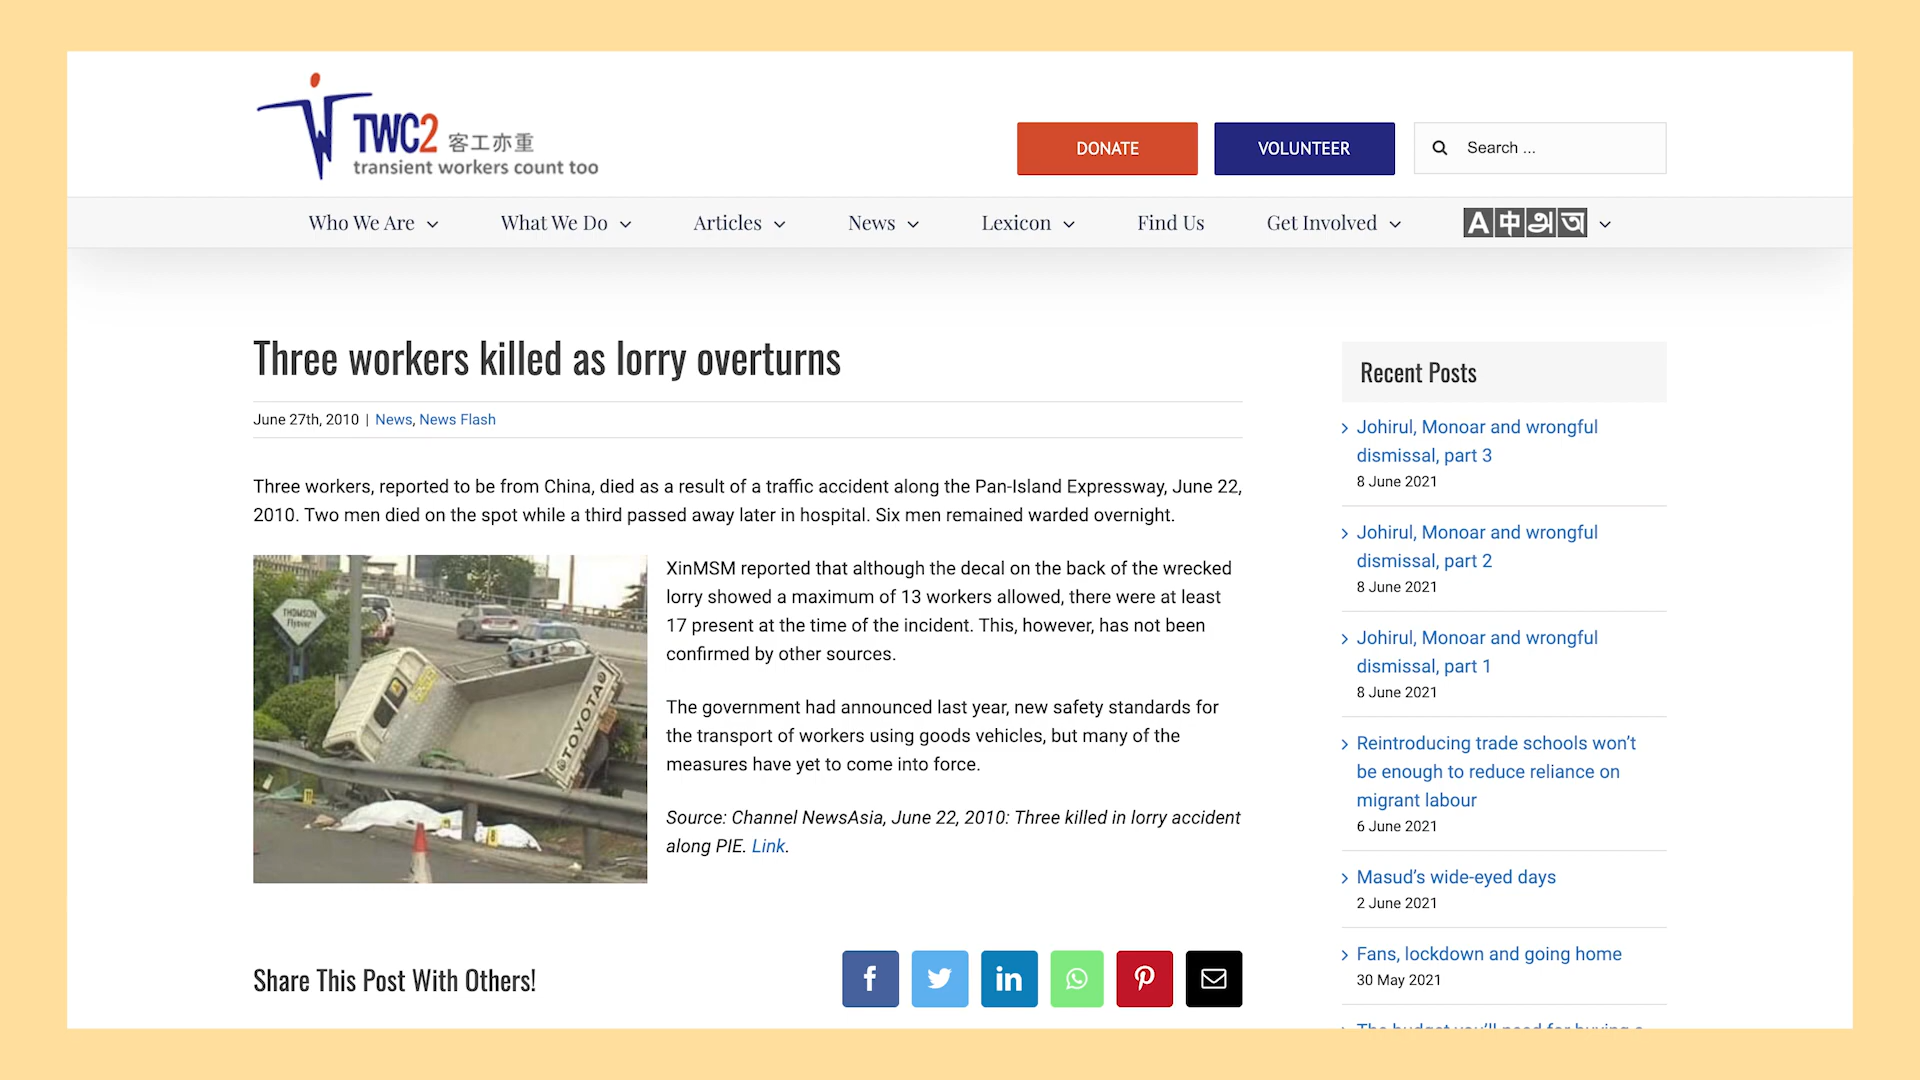 TWC2 客工亦重
transient workers count too
DONATE
VOLUNTEER
Search ...
Who We Are
What We Do
Articles
News
Lexicon
Find Us
Get Involved
A 中 அ অ
Three workers killed as lorry overturns
June 27th, 2010 | News, News Flash
Three workers, reported to be from China, died as a result of a traffic accident along the Pan-Island Expressway, June 22,
2010. Two men died on the spot while a third passed away later in hospital. Six men remained warded overnight.
THOMSON
Flyover
TOYOTA
XinMSM reported that although the decal on the back of the wrecked
lorry showed a maximum of 13 workers allowed, there were at least
17 present at the time of the incident. This, however, has not been
confirmed by other sources.
The government had announced last year, new safety standards for
the transport of workers using goods vehicles, but many of the
measures have yet to come into force.
Source: Channel NewsAsia, June 22, 2010: Three killed in lorry accident
along PIE. Link.
Share This Post With Others!
Recent Posts
Johirul, Monoar and wrongful
dismissal, part 3
8 June 2021
Johirul, Monoar and wrongful
dismissal, part 2
8 June 2021
Johirul, Monoar and wrongful
dismissal, part 1
8 June 2021
Reintroducing trade schools won't
be enough to reduce reliance on
migrant labour
6 June 2021
Masud's wide-eyed days
2 June 2021
Fans, lockdown and going home
30 May 2021
The budget you'll need for buying a